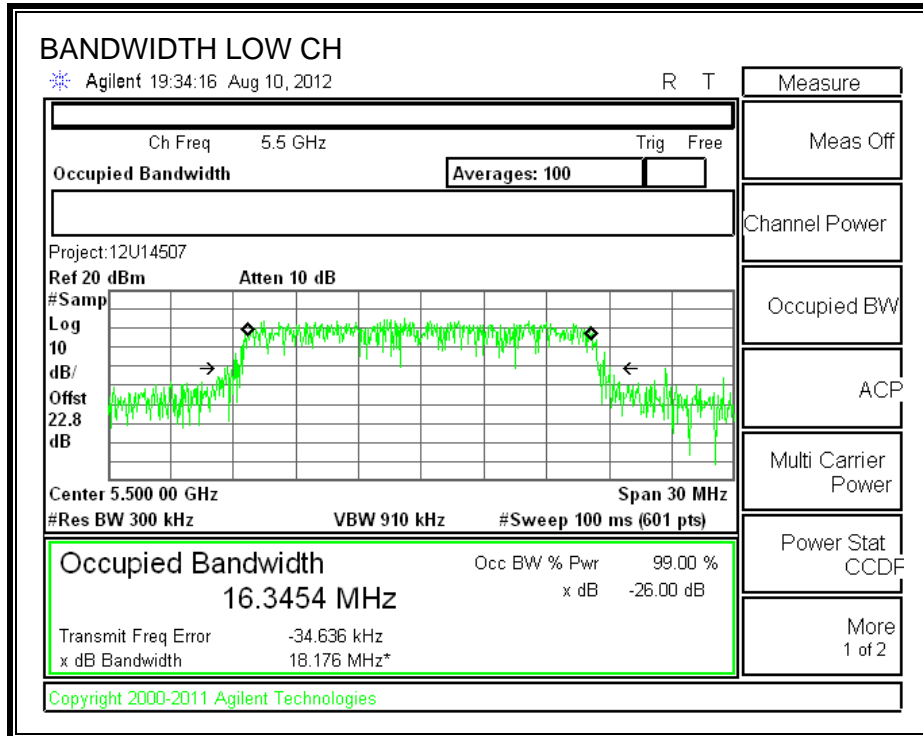 BANDWIDTH LOW CH
Agilent 19:34:16 Aug 10, 2012 R T
Measure
Ch Freq 5.5 GHz Trig Free
Occupied Bandwidth Averages: 100
Meas Off
Channel Power
Occupied BW
ACP
Multi Carrier
Power
Power Stat
CCDF
More
1 of 2
Project:12U14507
Ref 20 dBm Atten 10 dB
#Samp
Log
10
dB/
Offst
22.8
dB
Center 5.500 00 GHz Span 30 MHz
#Res BW 300 kHz VBW 910 kHz #Sweep 100 ms (601 pts)
Occupied Bandwidth Occ BW % Pwr 99.00 %
16.3454 MHz x dB -26.00 dB
Transmit Freq Error -34.636 kHz
x dB Bandwidth 18.176 MHz*
Copyright 2000-2011 Agilent Technologies